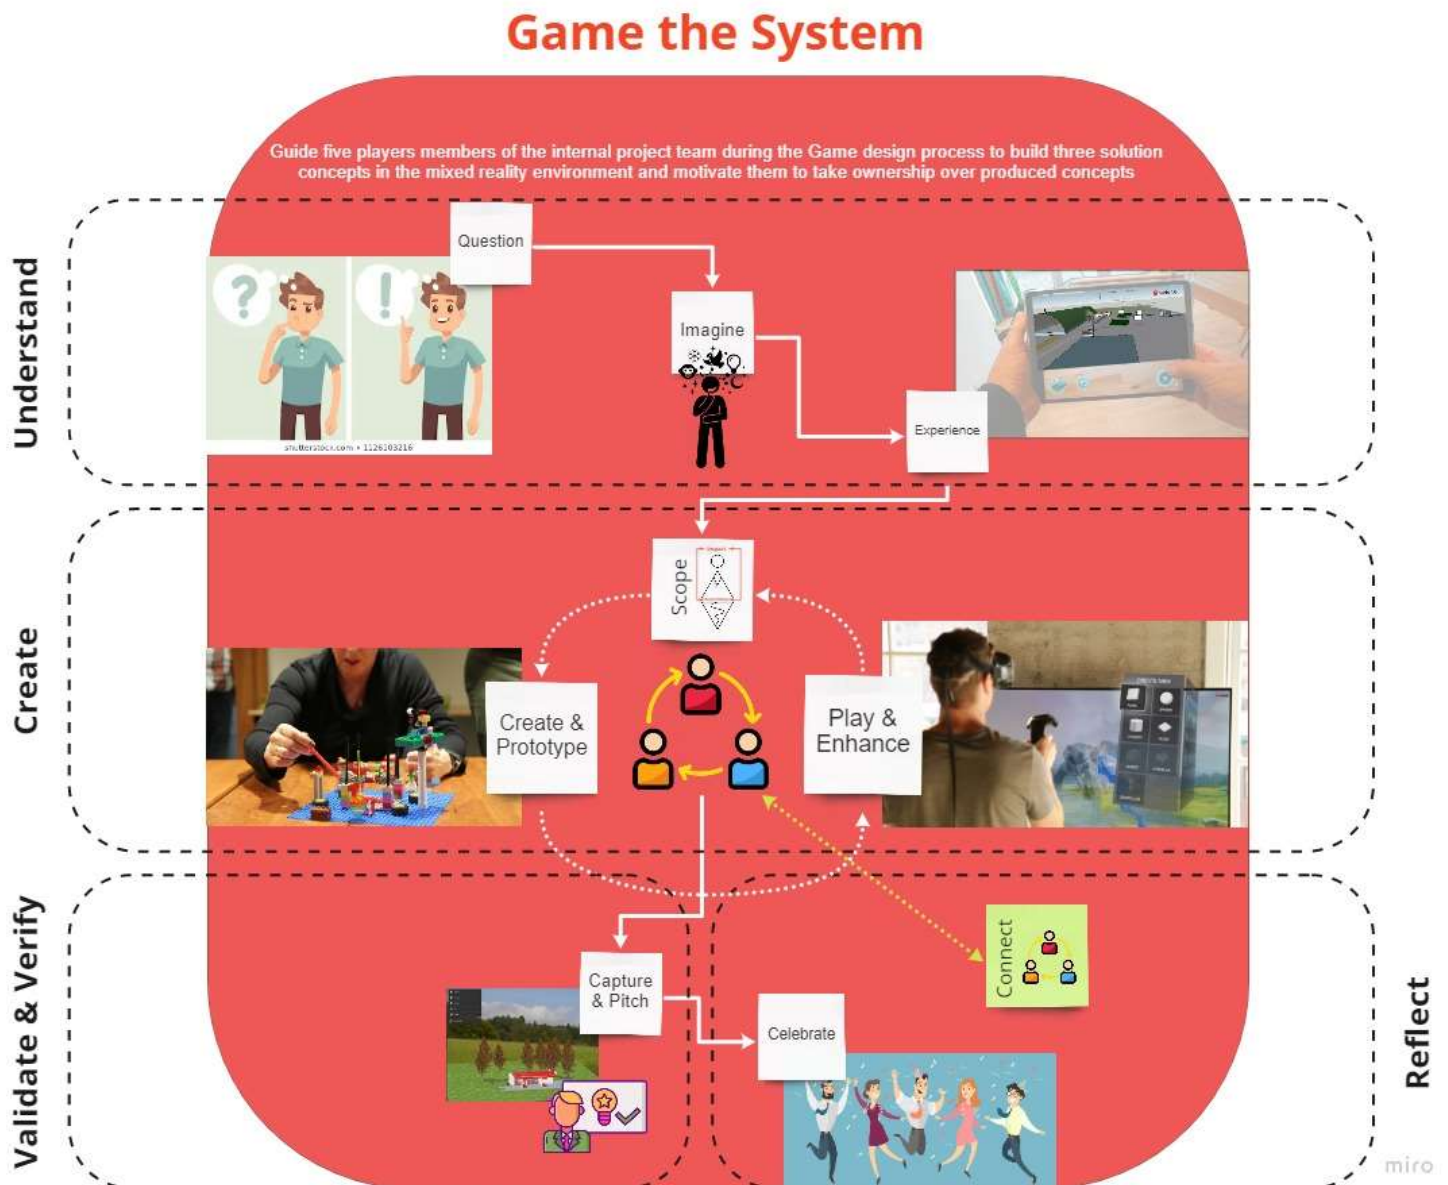 Game the System
Guide five players members of the internal project team during the Game design process to build three solution
concepts in the mixed reality environment and motivate them to take ownership over produced concepts
Understand
Question
Imagine
Experience
shutterstock.com • 1126103216
Create
Scope
Create &
Prototype
Play &
Enhance
Validate & Verify
Capture
& Pitch
Celebrate
Connect
Reflect
miro